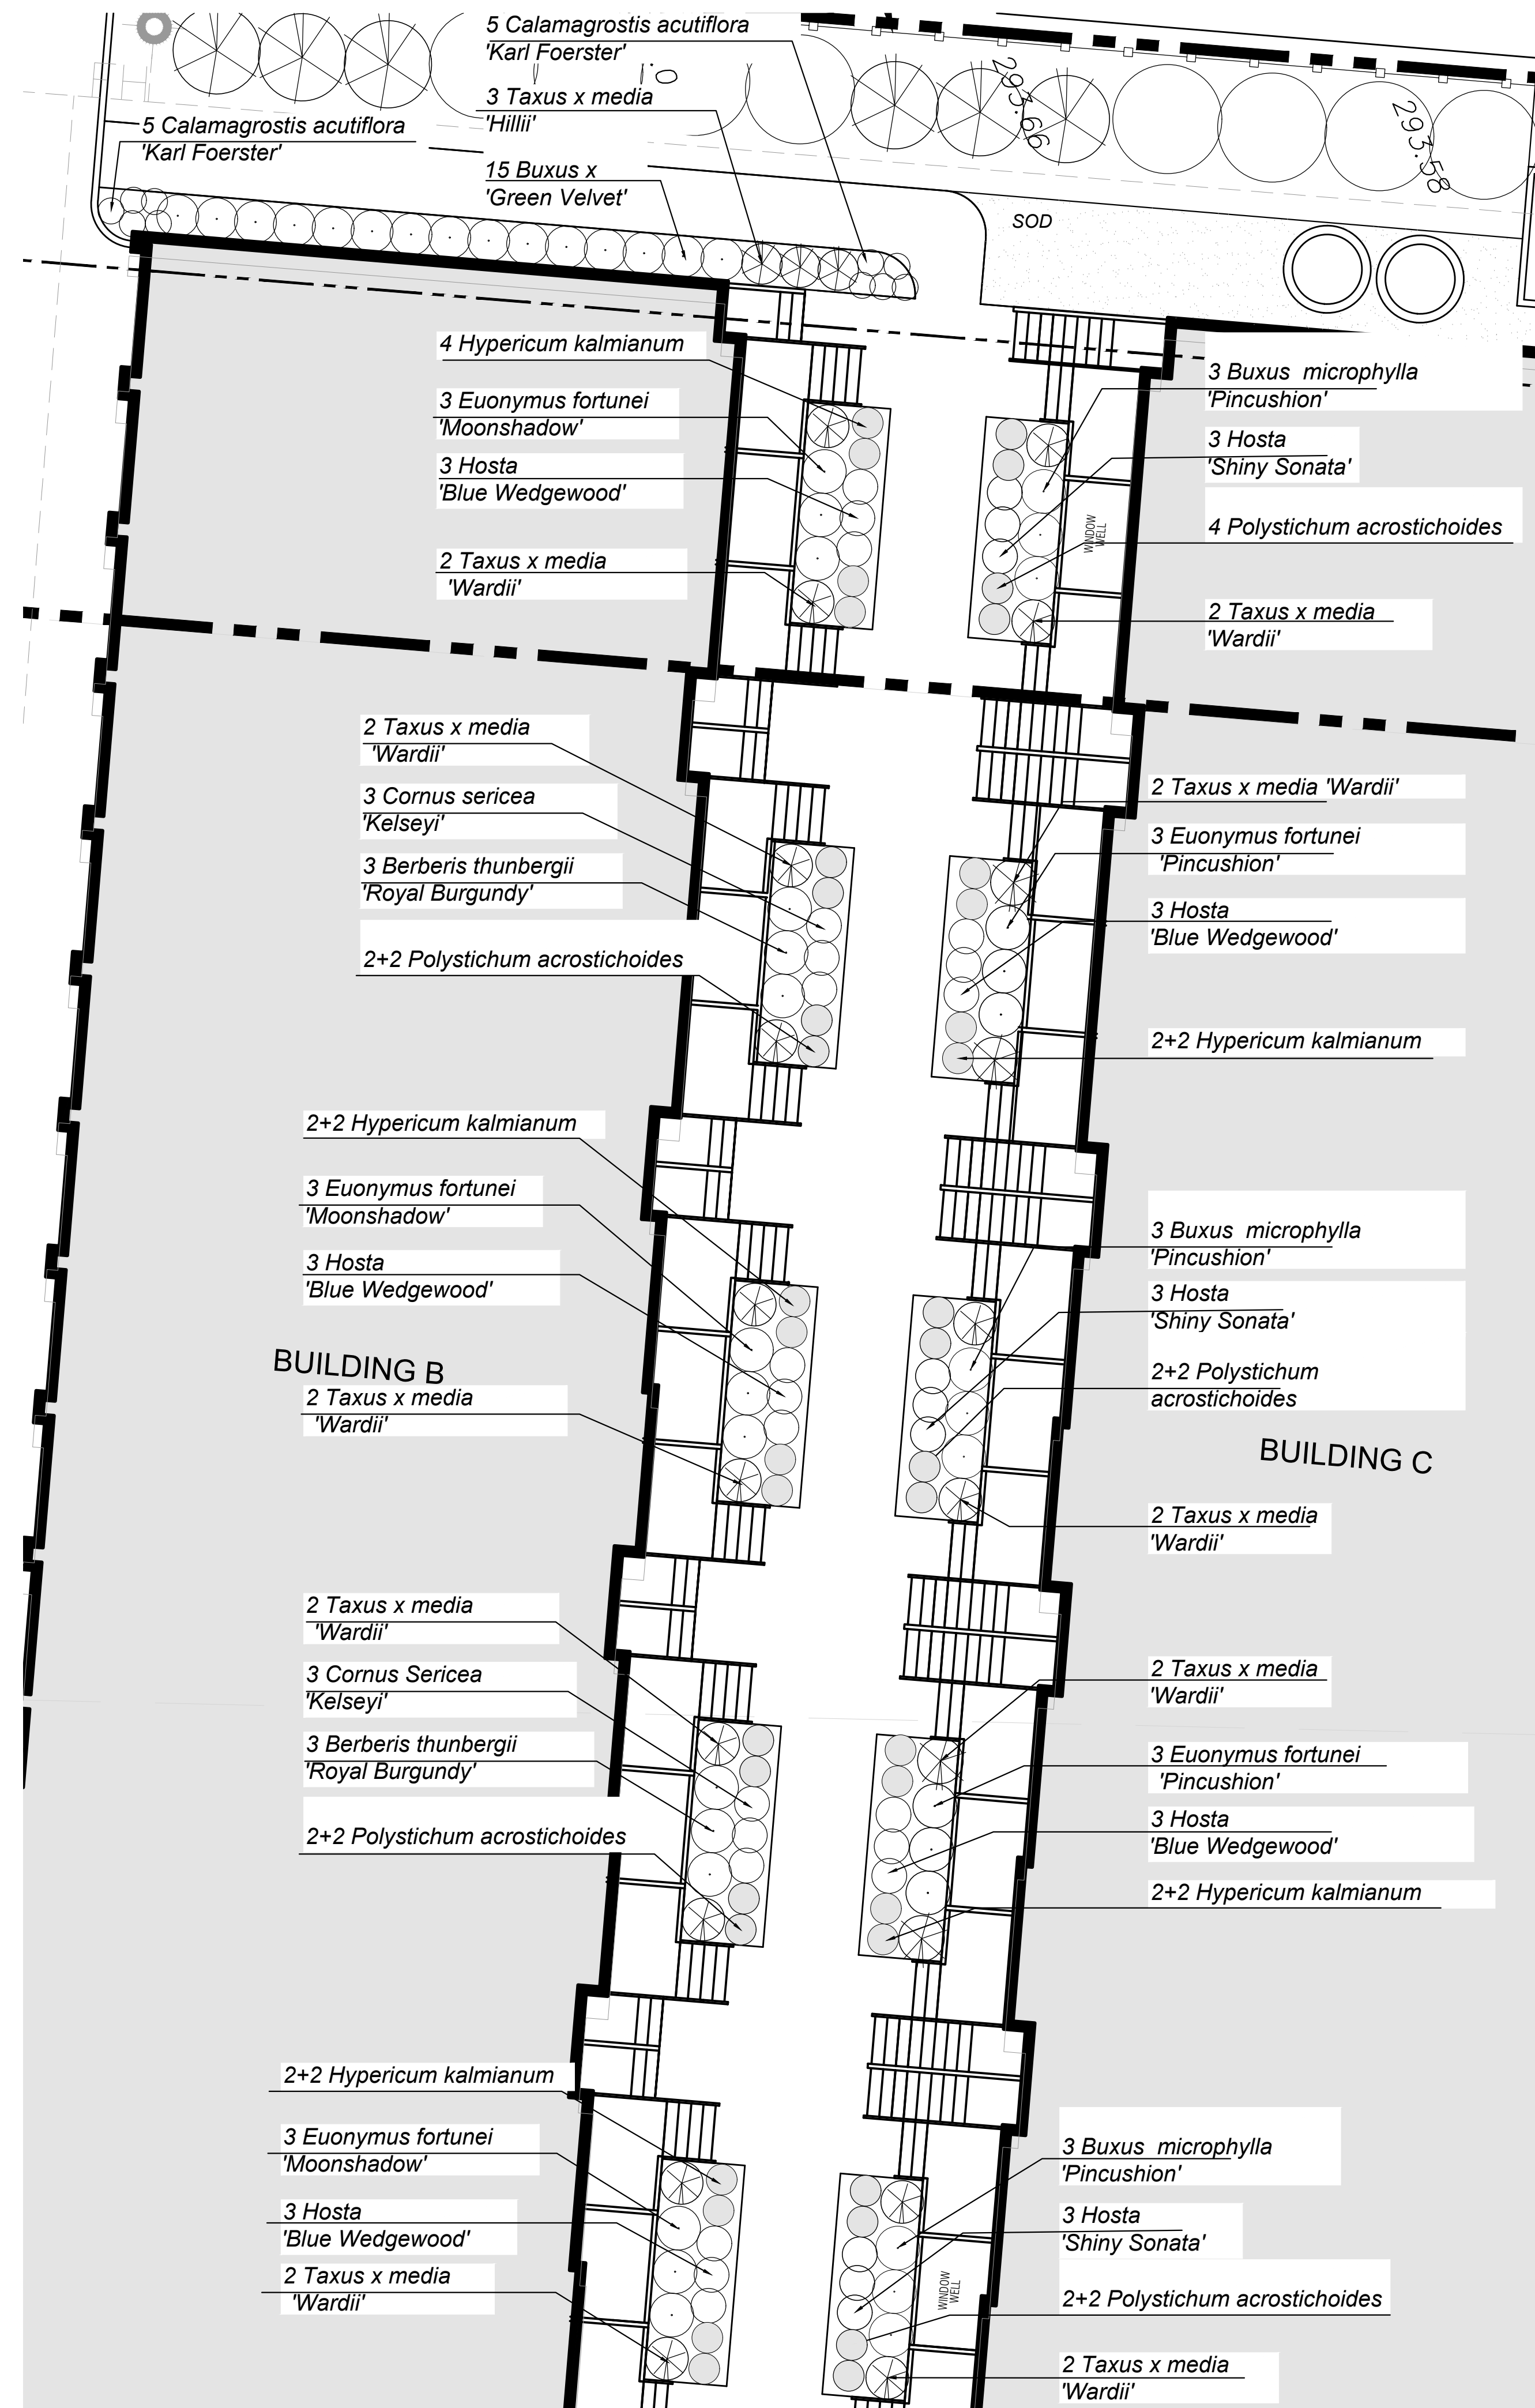 5 Calamagrostis acutiflora
'Karl Foerster'
3 Taxus x media
'Hillii'
5 Calamagrostis acutiflora
'Karl Foerster'
15 Buxus x
'Green Velvet'
293.66
293.58
SOD
4 Hypericum kalmianum
3 Euonymus fortunei
'Moonshadow'
3 Hosta
'Blue Wedgewood'
2 Taxus x media
'Wardii'
3 Buxus microphylla
'Pincushion'
3 Hosta
'Shiny Sonata'
4 Polystichum acrostichoides
WINDOW
WELL
2 Taxus x media
'Wardii'
2 Taxus x media
'Wardii'
3 Cornus sericea
'Kelseyi'
3 Berberis thunbergii
'Royal Burgundy'
2+2 Polystichum acrostichoides
2 Taxus x media 'Wardii'
3 Euonymus fortunei
'Pincushion'
3 Hosta
'Blue Wedgewood'
2+2 Hypericum kalmianum
2+2 Hypericum kalmianum
3 Euonymus fortunei
'Moonshadow'
3 Hosta
'Blue Wedgewood'
BUILDING B
2 Taxus x media
'Wardii'
3 Buxus microphylla
'Pincushion'
3 Hosta
'Shiny Sonata'
2+2 Polystichum
acrostichoides
BUILDING C
2 Taxus x media
'Wardii'
2 Taxus x media
'Wardii'
3 Cornus Sericea
'Kelseyi'
3 Berberis thunbergii
'Royal Burgundy'
2+2 Polystichum acrostichoides
2 Taxus x media
'Wardii'
3 Euonymus fortunei
'Pincushion'
3 Hosta
'Blue Wedgewood'
2+2 Hypericum kalmianum
2+2 Hypericum kalmianum
3 Euonymus fortunei
'Moonshadow'
3 Hosta
'Blue Wedgewood'
2 Taxus x media
'Wardii'
3 Buxus microphylla
'Pincushion'
3 Hosta
'Shiny Sonata'
WINDOW
WELL
2+2 Polystichum acrostichoides
2 Taxus x media
'Wardii'